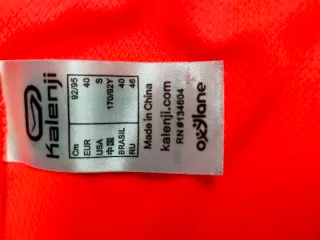 Kalenji
Cm 92/95
EUR 40
USA S
中国 170/92Y
BRASIL 40
RU 46
Made in China
kalenji.com
RN#134604
oxylane